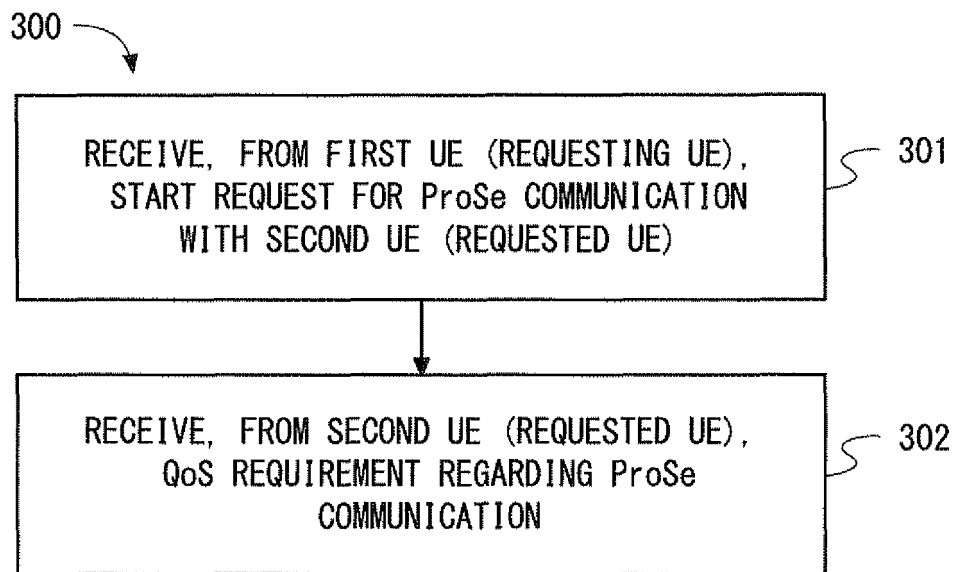 300
RECEIVE, FROM FIRST UE (REQUESTING UE),
START REQUEST FOR ProSe COMMUNICATION
WITH SECOND UE (REQUESTED UE)
301
RECEIVE, FROM SECOND UE (REQUESTED UE),
QoS REQUIREMENT REGARDING ProSe
COMMUNICATION
302